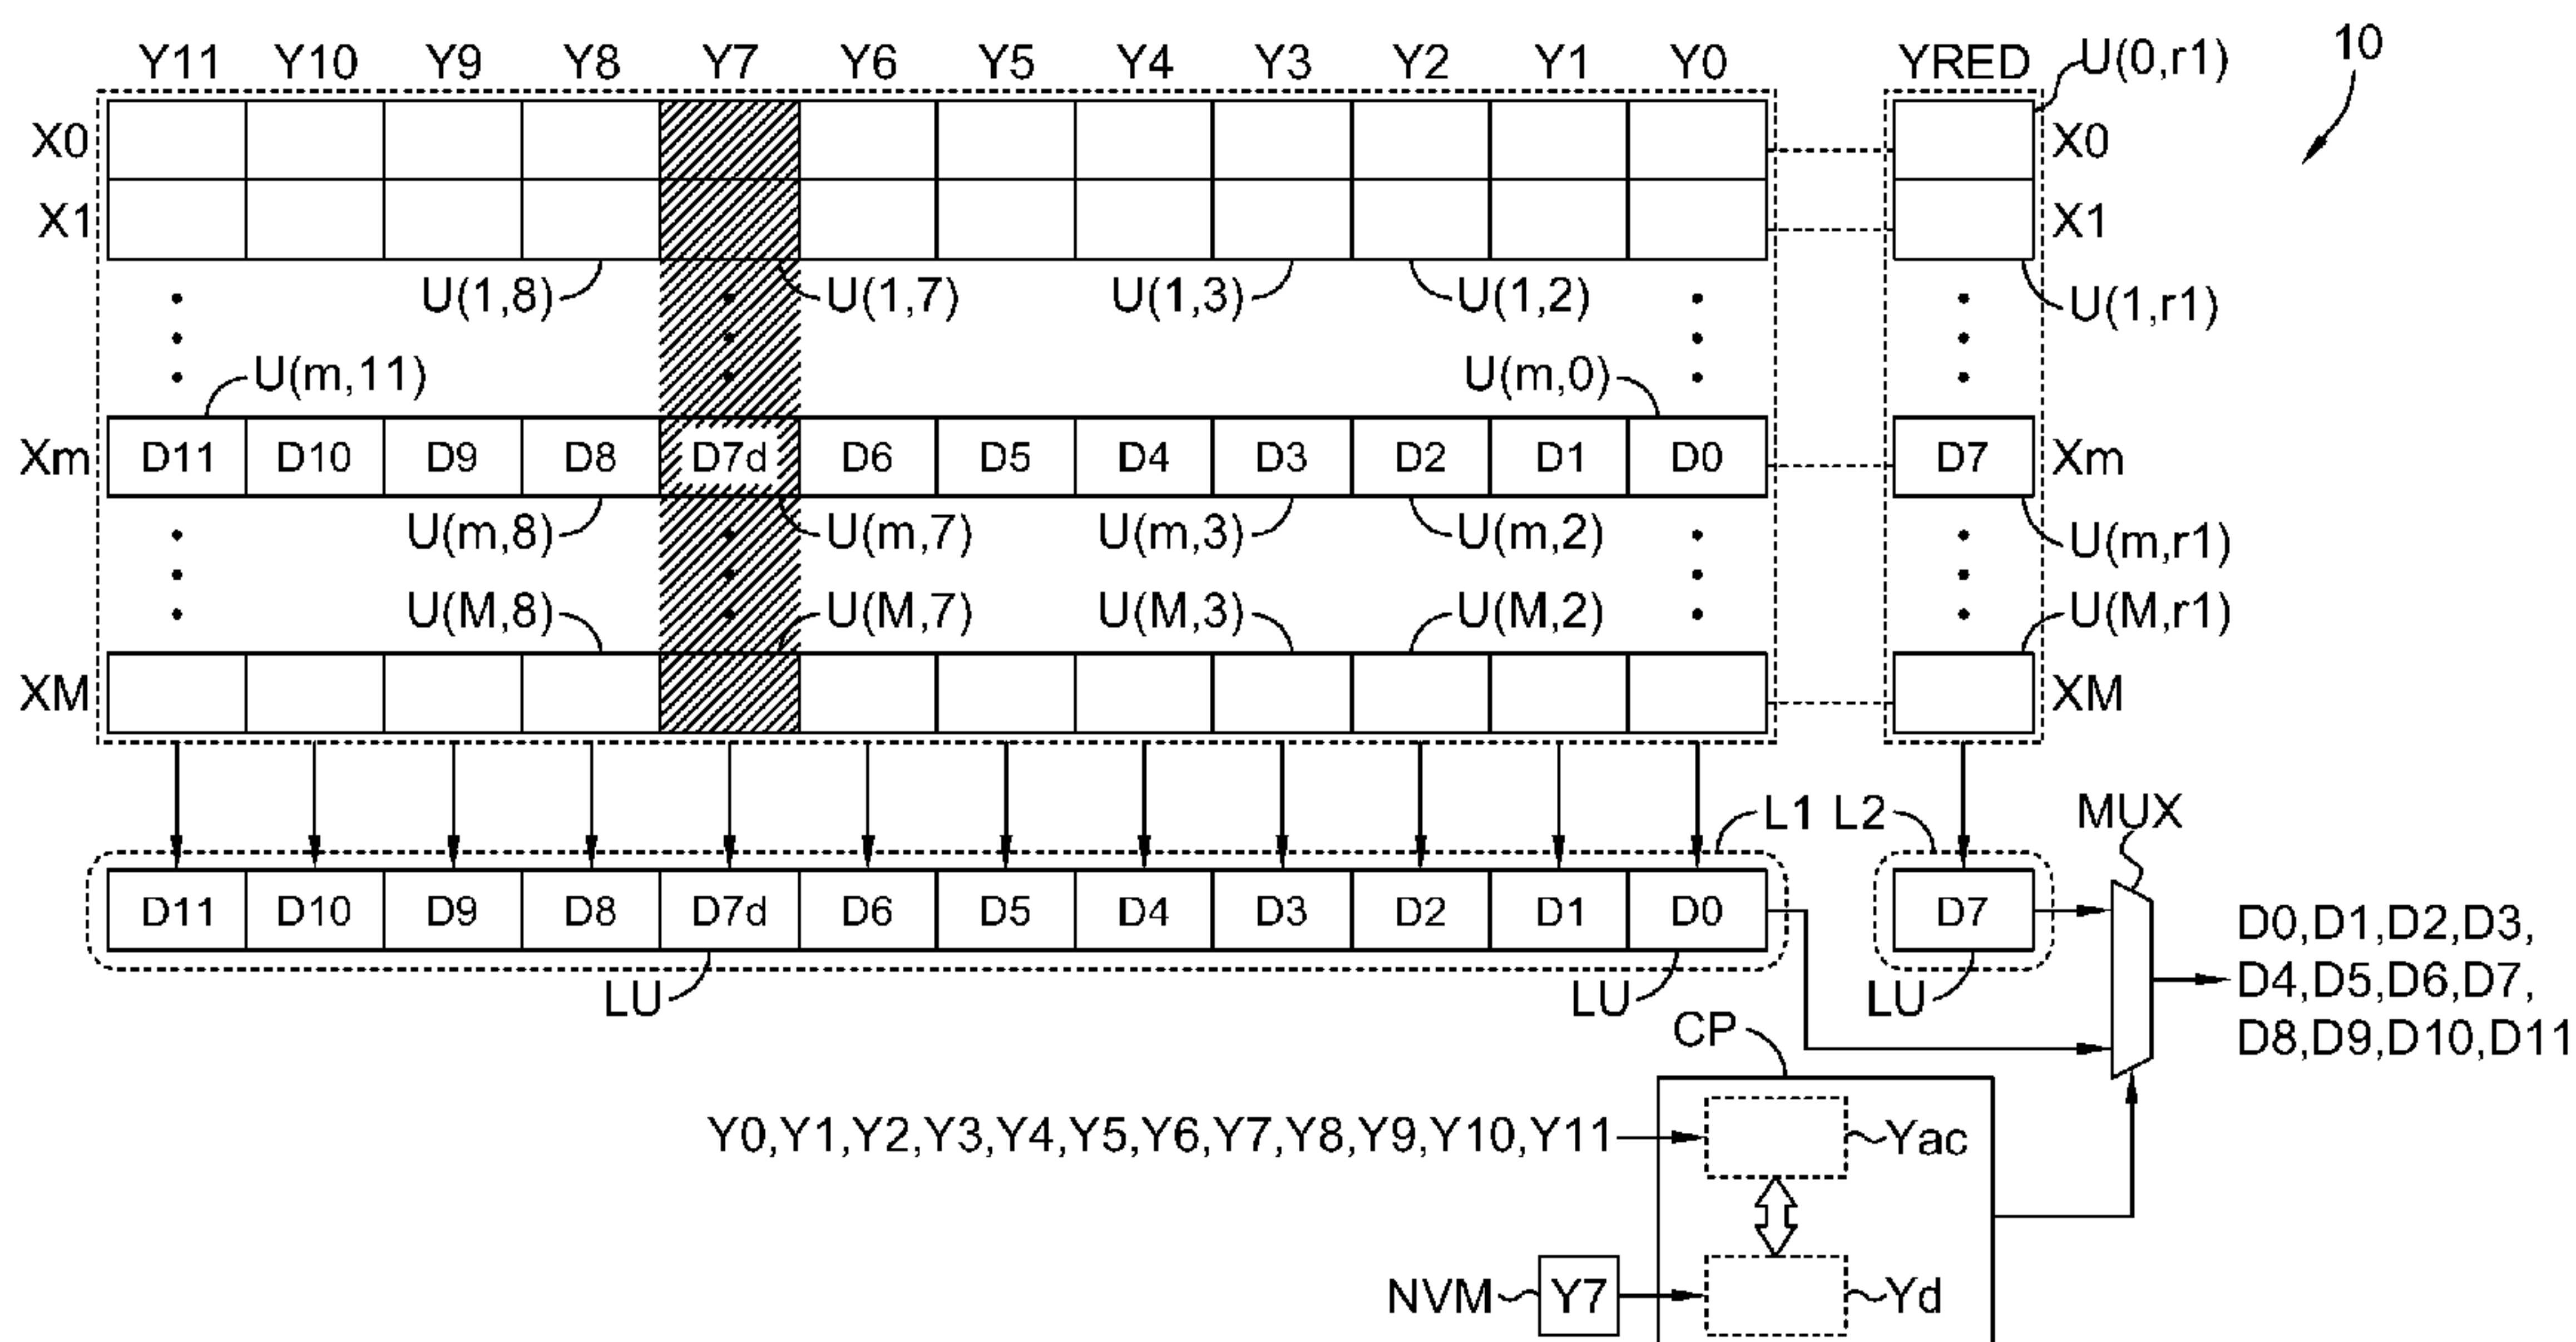 Y11 Y10 Y9 Y8 Y7 Y6 Y5 Y4 Y3 Y2 Y1 Y0 YRED U(0,r1) 10
X0 X0
X1 X1
U(1,8) U(1,7) U(1,3) U(1,2) U(1,r1)
U(m,11) U(m,0)
Xm D11 D10 D9 D8 D7d D6 D5 D4 D3 D2 D1 D0 D7 Xm
U(m,8) U(m,7) U(m,3) U(m,2) U(m,r1)
U(M,8) U(M,7) U(M,3) U(M,2) U(M,r1)
XM XM
L1 L2 MUX
D11 D10 D9 D8 D7d D6 D5 D4 D3 D2 D1 D0 D7
LU LU LU
D0,D1,D2,D3,
D4,D5,D6,D7,
D8,D9,D10,D11
CP
Y0,Y1,Y2,Y3,Y4,Y5,Y6,Y7,Y8,Y9,Y10,Y11 Yac
NVM Y7 Yd